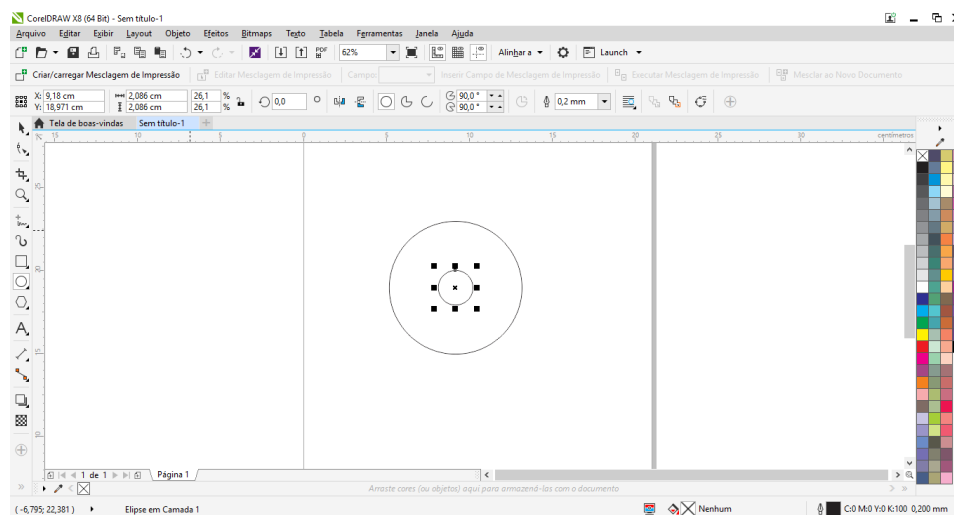 CorelDRAW X8 (64 Bit) - Sem título-1
Arquivo Editar Exibir Layout Objeto Efeitos Bitmaps Texto Tabela Ferramentas Janela Ajuda
PDF 62% Alinhar a Launch
Criar/carregar Mesclagem de Impressão Editar Mesclagem de Impressão Campo: Inserir Campo de Mesclagem de Impressão Executar Mesclagem de Impressão Mesclar ao Novo Documento
X: 9,18 cm 2,086 cm 26,1 % 0,0 ° 90,0 ° 0,2 mm
Y: 18,971 cm 2,086 cm 26,1 % 90,0 °
Tela de boas-vindas Sem título-1
15 10 5 0 5 10 15 20 25 30 centímetros
25
20
15
10
1 de 1 Página 1
Arraste cores (ou objetos) aqui para armazená-las com o documento
( -6,795; 22,381 ) Elipse em Camada 1 Nenhum C:0 M:0 Y:0 K:100 0,200 mm